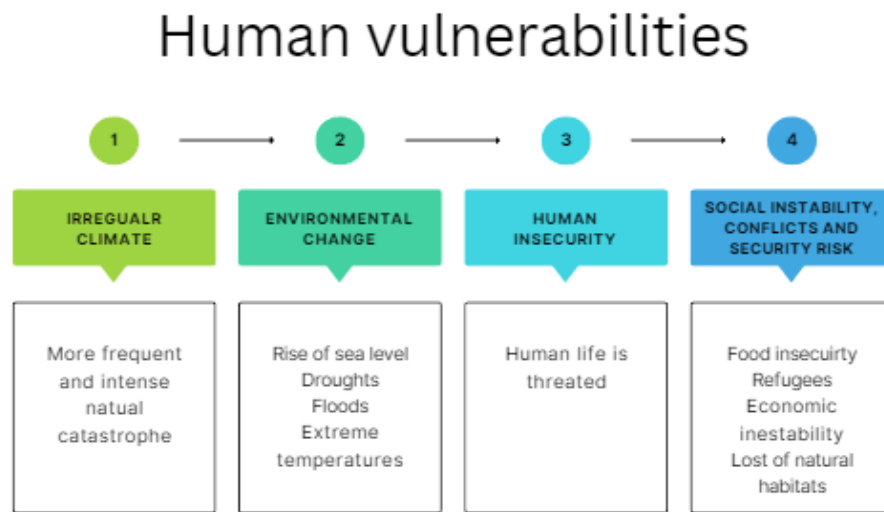 Human vulnerabilities
1
2
3
4
IRREGUALR
CLIMATE
ENVIRONMENTAL
CHANGE
HUMAN
INSECURITY
SOCIAL INSTABILITY,
CONFLICTS AND
SECURITY RISK
More frequent
and intense
natual
catastrophe
Rise of sea level
Droughts
Floods
Extreme
temperatures
Human life is
threated
Food insecuirty
Refugees
Economic
inestability
Lost of natural
habitats